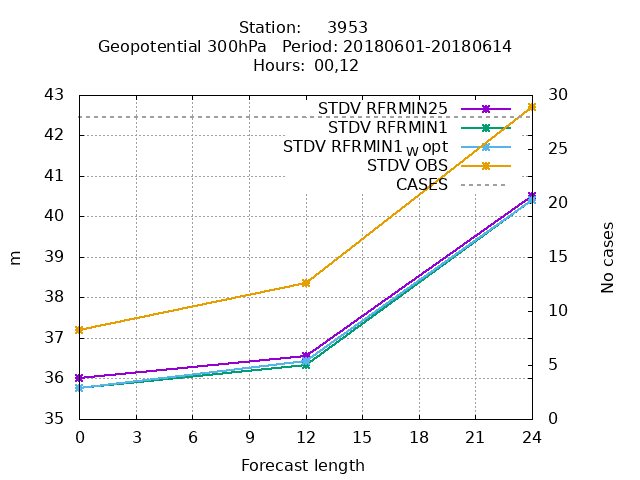 Station: 3953
Geopotential 300hPa Period: 20180601-20180614
Hours: 00,12
43
42
41
40
39
38
37
36
35
30
25
20
15
10
5
0
STDV RFRMIN25
STDV RFRMIN1
STDV RFRMIN1 W opt
STDV OBS
CASES
m
No cases
0 3 6 9 12 15 18 21 24
Forecast length